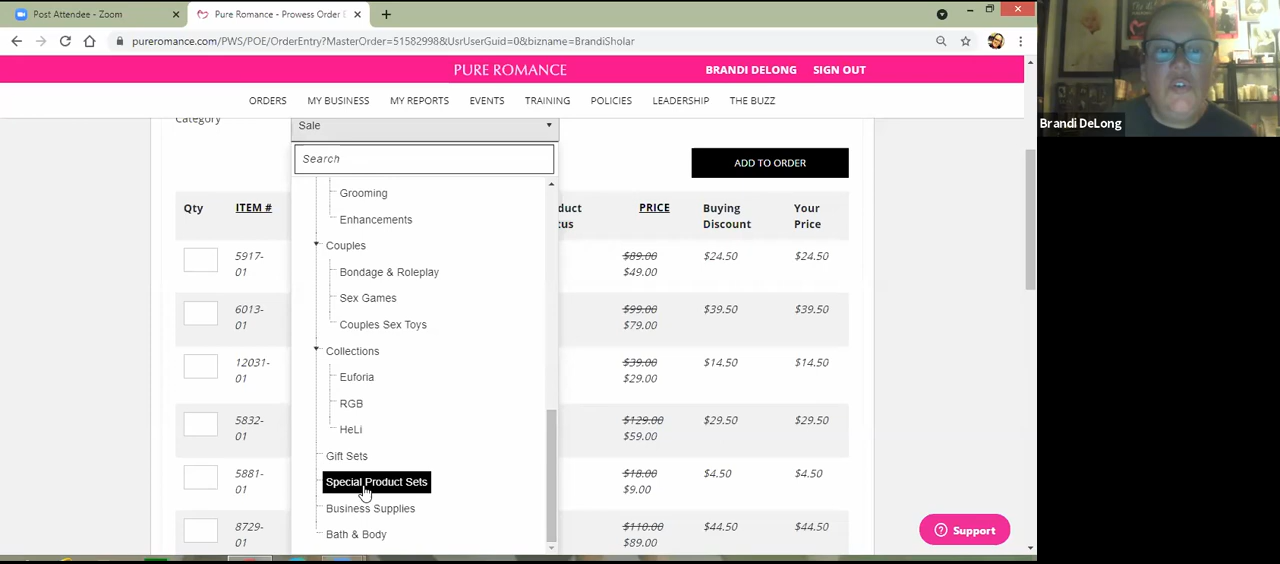 Post Attendee - Zoom
Pure Romance - Prowess Order E
pureromance.com/PWS/POE/OrderEntry?MasterOrder=51582998&UsrUserGuid=0&bizname=BrandiSholar
PURE ROMANCE
BRANDI DELONG
SIGN OUT
ORDERS
MY BUSINESS
MY REPORTS
EVENTS
TRAINING
POLICIES
LEADERSHIP
THE BUZZ
Brandi DeLong
Category
Sale
Search
ADD TO ORDER
Grooming
Enhancements
Couples
Bondage & Roleplay
Sex Games
Couples Sex Toys
Collections
Euforia
RGB
HeLi
Gift Sets
Special Product Sets
Business Supplies
Bath & Body
Qty
ITEM #
duct
tus
PRICE
Buying
Discount
Your
Price
5917-
01
$89.00
$49.00
$24.50
$24.50
6013-
01
$99.00
$79.00
$39.50
$39.50
12031-
01
$39.00
$29.00
$14.50
$14.50
5832-
01
$129.00
$59.00
$29.50
$29.50
5881-
01
$18.00
$9.00
$4.50
$4.50
8729-
01
$110.00
$89.00
$44.50
$44.50
Support